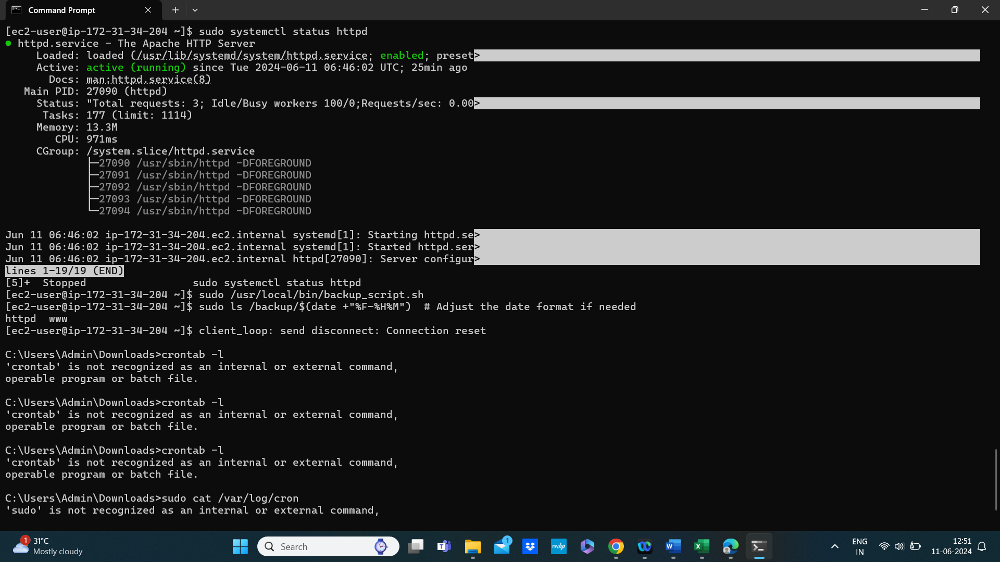 Command Prompt
[ec2-user@ip-172-31-34-204 ~]$ sudo systemctl status httpd
● httpd.service - The Apache HTTP Server
Loaded: loaded (/usr/lib/systemd/system/httpd.service; enabled; preset>
Active: active (running) since Tue 2024-06-11 06:46:02 UTC; 25min ago
Docs: man:httpd.service(8)
Main PID: 27090 (httpd)
Status: "Total requests: 3; Idle/Busy workers 100/0;Requests/sec: 0.00>
Tasks: 177 (limit: 1114)
Memory: 13.3M
CPU: 971ms
CGroup: /system.slice/httpd.service
├─27090 /usr/sbin/httpd -DFOREGROUND
├─27091 /usr/sbin/httpd -DFOREGROUND
├─27092 /usr/sbin/httpd -DFOREGROUND
├─27093 /usr/sbin/httpd -DFOREGROUND
└─27094 /usr/sbin/httpd -DFOREGROUND
Jun 11 06:46:02 ip-172-31-34-204.ec2.internal systemd[1]: Starting httpd.se>
Jun 11 06:46:02 ip-172-31-34-204.ec2.internal systemd[1]: Started httpd.ser>
Jun 11 06:46:02 ip-172-31-34-204.ec2.internal httpd[27090]: Server configur>
lines 1-19/19 (END)
[5]+  Stopped                 sudo systemctl status httpd
[ec2-user@ip-172-31-34-204 ~]$ sudo /usr/local/bin/backup_script.sh
[ec2-user@ip-172-31-34-204 ~]$ sudo ls /backup/$(date +"%F-%H%M")  # Adjust the date format if needed
httpd  www
[ec2-user@ip-172-31-34-204 ~]$ client_loop: send disconnect: Connection reset
C:\Users\Admin\Downloads>crontab -l
'crontab' is not recognized as an internal or external command,
operable program or batch file.
C:\Users\Admin\Downloads>crontab -l
'crontab' is not recognized as an internal or external command,
operable program or batch file.
C:\Users\Admin\Downloads>crontab -l
'crontab' is not recognized as an internal or external command,
operable program or batch file.
C:\Users\Admin\Downloads>sudo cat /var/log/cron
'sudo' is not recognized as an internal or external command,
1
31°C
Mostly cloudy
Search
T
1
myhp
W
X
ENG
IN
12:51
11-06-2024